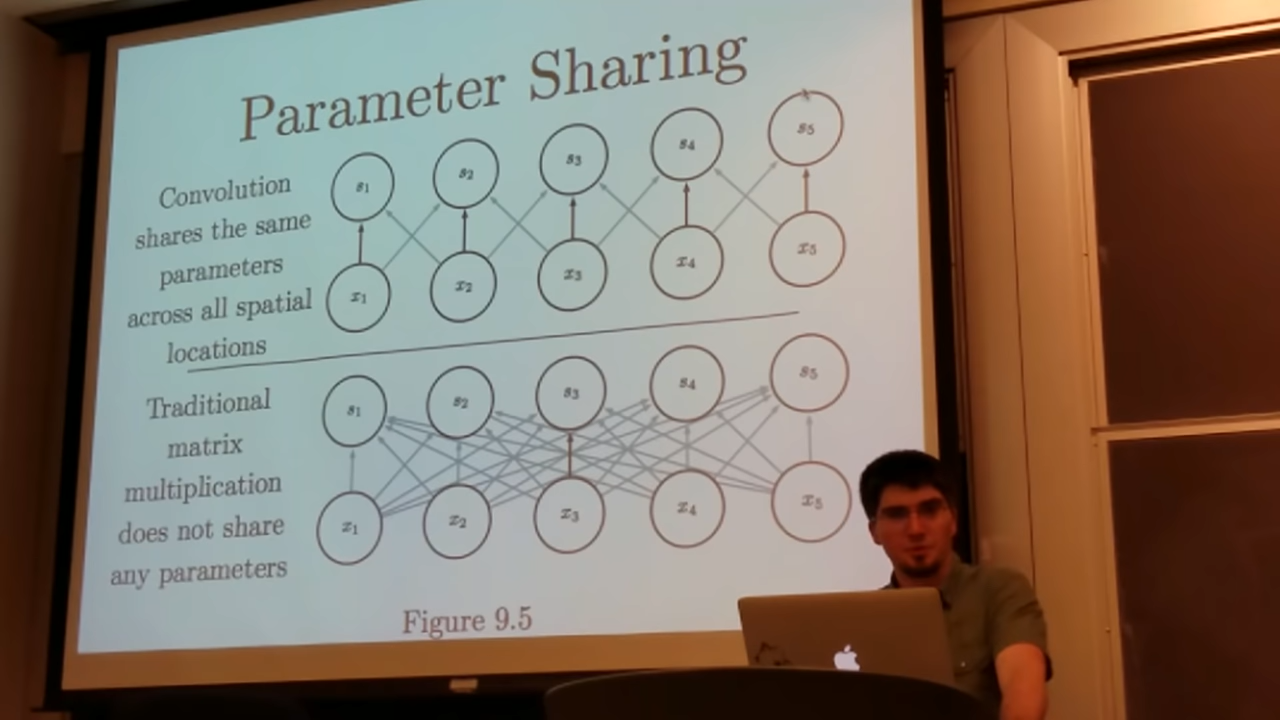 Parameter Sharing
Convolution
shares the same
parameters
across all spatial
locations
s1 s2 s3 s4 s5
x1 x2 x3 x4 x5
Traditional
matrix
multiplication
does not share
any parameters
s1 s2 s3 s4 s5
x1 x2 x3 x4 x5
Figure 9.5